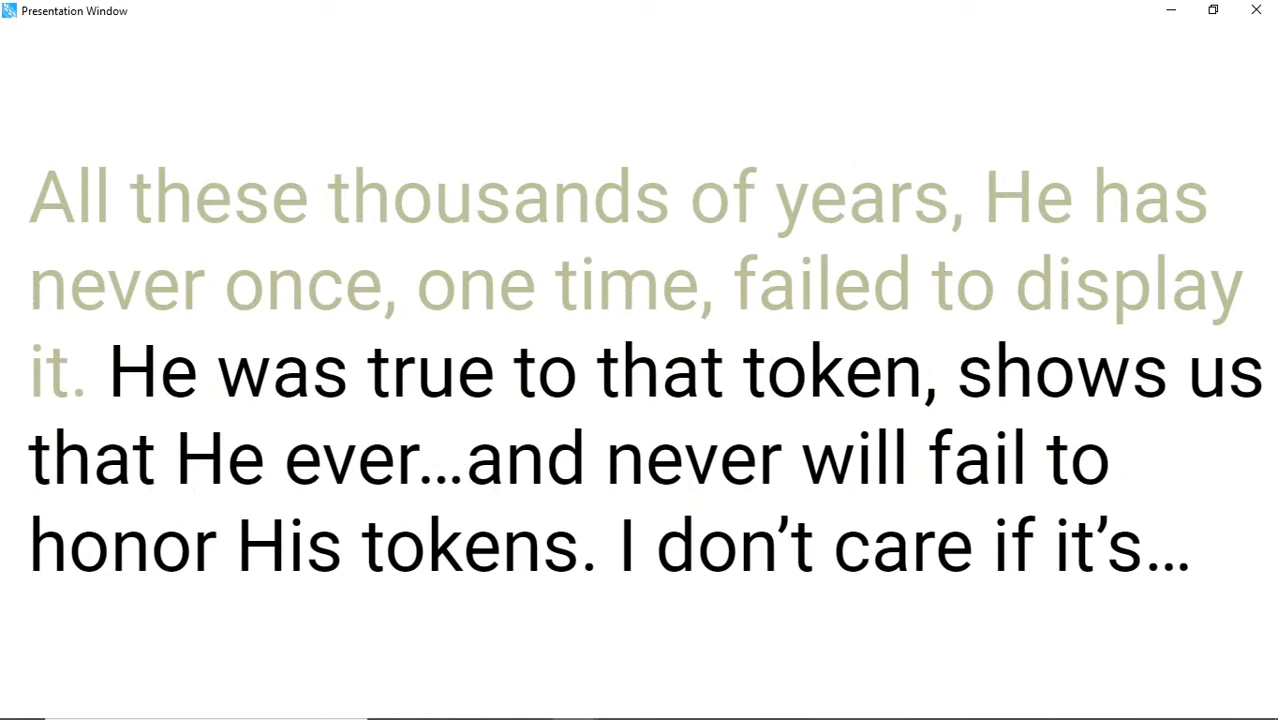 Presentation Window
All these thousands of years, He has
never once, one time, failed to display
it. He was true to that token, shows us
that He ever…and never will fail to
honor His tokens. I don’t care if it’s…